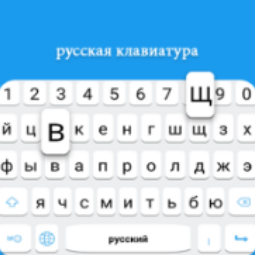 русская клавиатура
1 2 3 4 5 6 7 9 0
Щ
й ц к е н г ш щ з х
В
ф ы в а п р о л д ж э
я ч с м и т ь б ю
русский